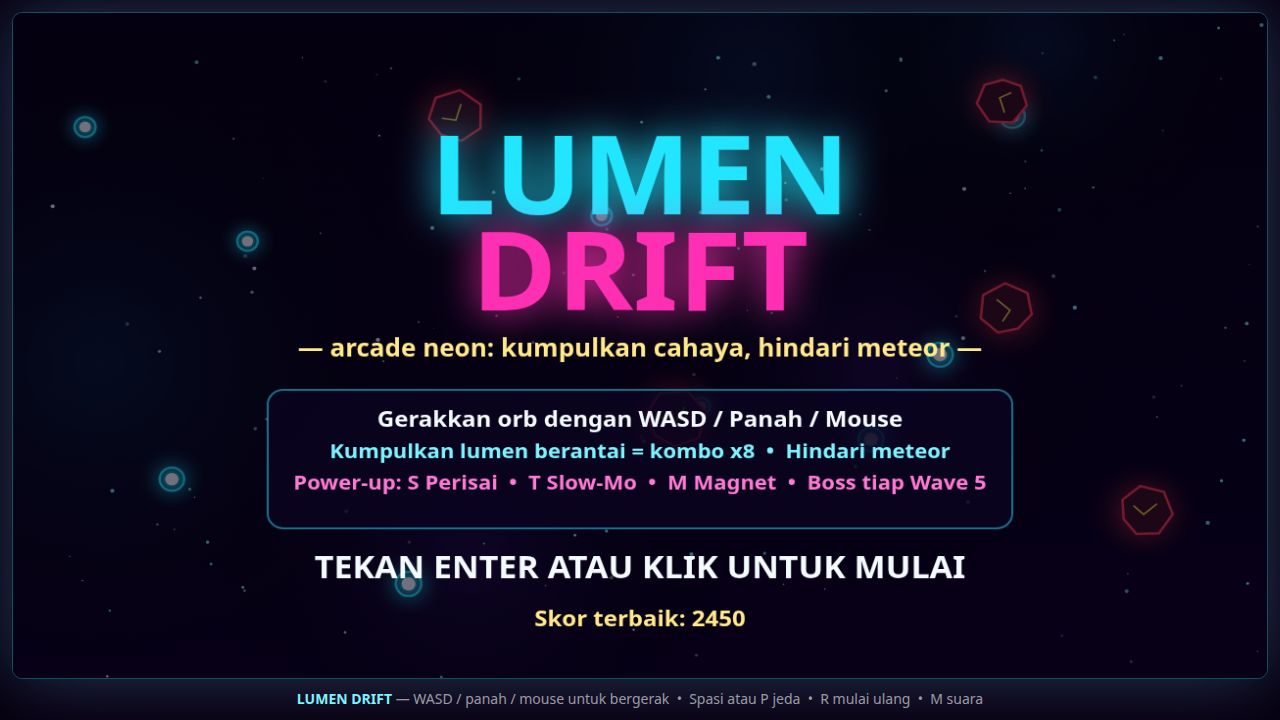 LUMEN
DRIFT
— arcade neon: kumpulkan cahaya, hindari meteor —
Gerakkan orb dengan WASD / Panah / Mouse
Kumpulkan lumen berantai = kombo x8 • Hindari meteor
Power-up: S Perisai • T Slow-Mo • M Magnet • Boss tiap Wave 5
TEKAN ENTER ATAU KLIK UNTUK MULAI
Skor terbaik: 2450
LUMEN DRIFT — WASD / panah / mouse untuk bergerak • Spasi atau P jeda • R mulai ulang • M suara